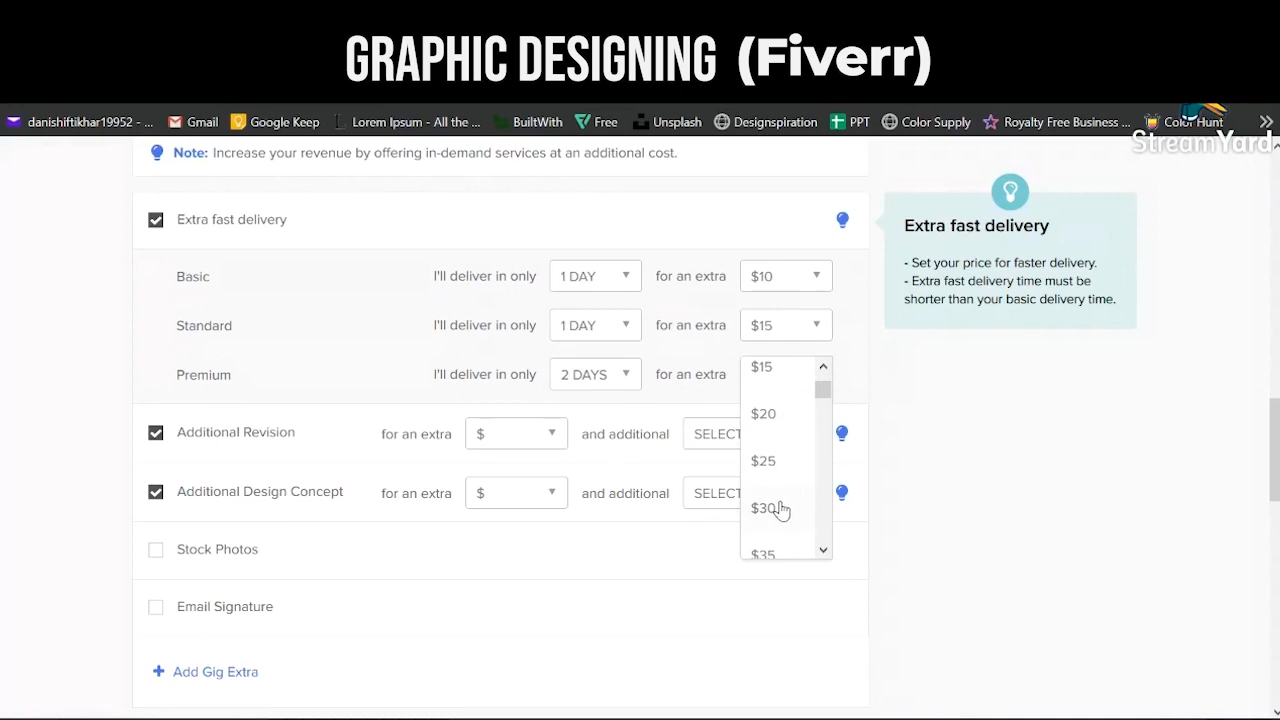 GRAPHIC DESIGNING (Fiverr)
danishiftikhar19952 - ... Gmail Google Keep Lorem Ipsum - All the ... BuiltWith Free Unsplash Designspiration PPT Color Supply Royalty Free Business ... Color Hunt
StreamYard
Note: Increase your revenue by offering in-demand services at an additional cost.
Extra fast delivery
Extra fast delivery
- Set your price for faster delivery.
- Extra fast delivery time must be
shorter than your basic delivery time.
Basic I'll deliver in only 1 DAY for an extra $10
Standard I'll deliver in only 1 DAY for an extra $15
Premium I'll deliver in only 2 DAYS for an extra
$15
$20
$25
$30
$35
Additional Revision for an extra $ and additional SELECT
Additional Design Concept for an extra $ and additional SELECT
Stock Photos
Email Signature
+ Add Gig Extra